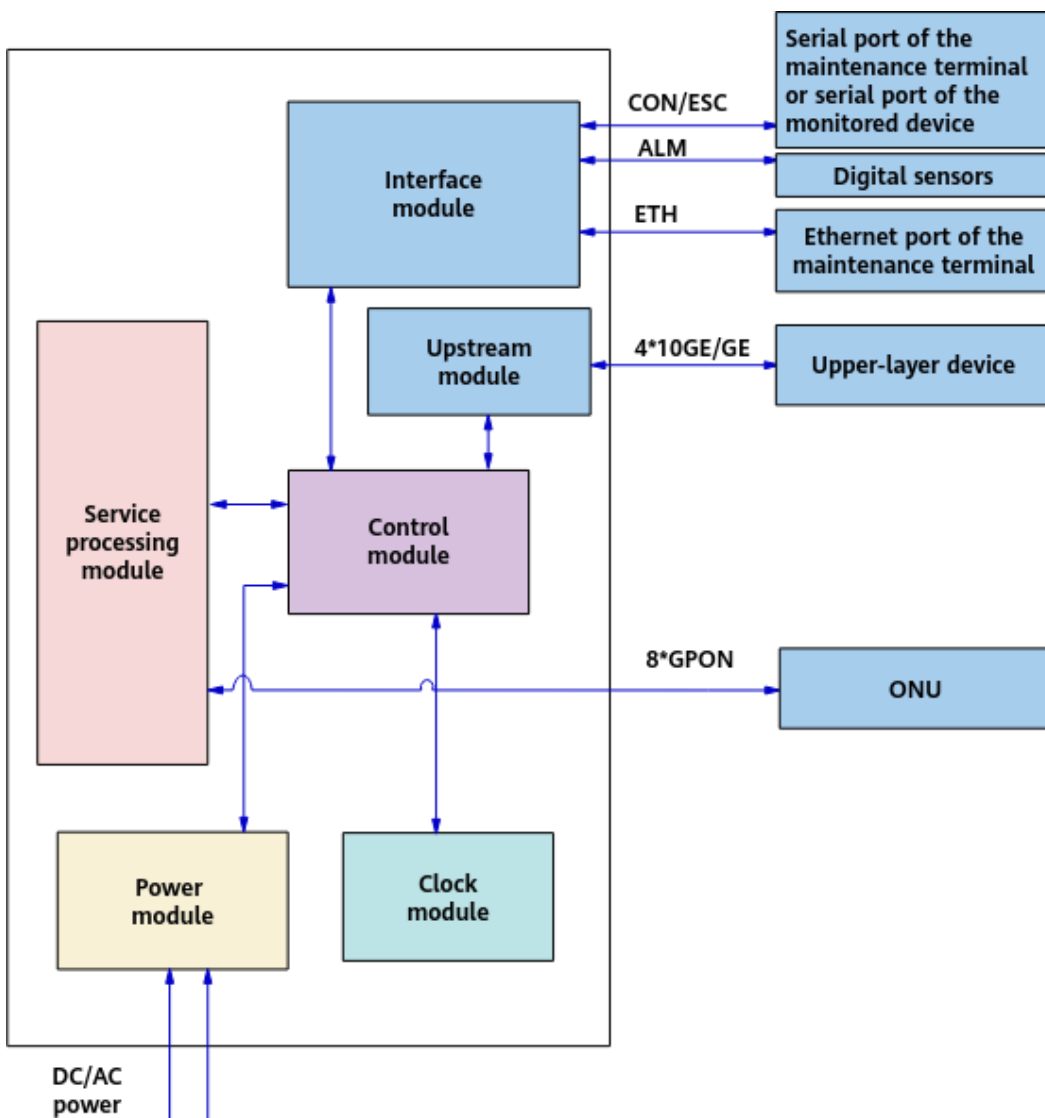 Serial port of the
maintenance terminal
or serial port of the
monitored device
CON/ESC
ALM
Digital sensors
Interface
module
ETH
Ethernet port of the
maintenance terminal
Upstream
module
4*10GE/GE
Upper-layer device
Service
processing
module
Control
module
8*GPON
ONU
Power
module
Clock
module
DC/AC
power